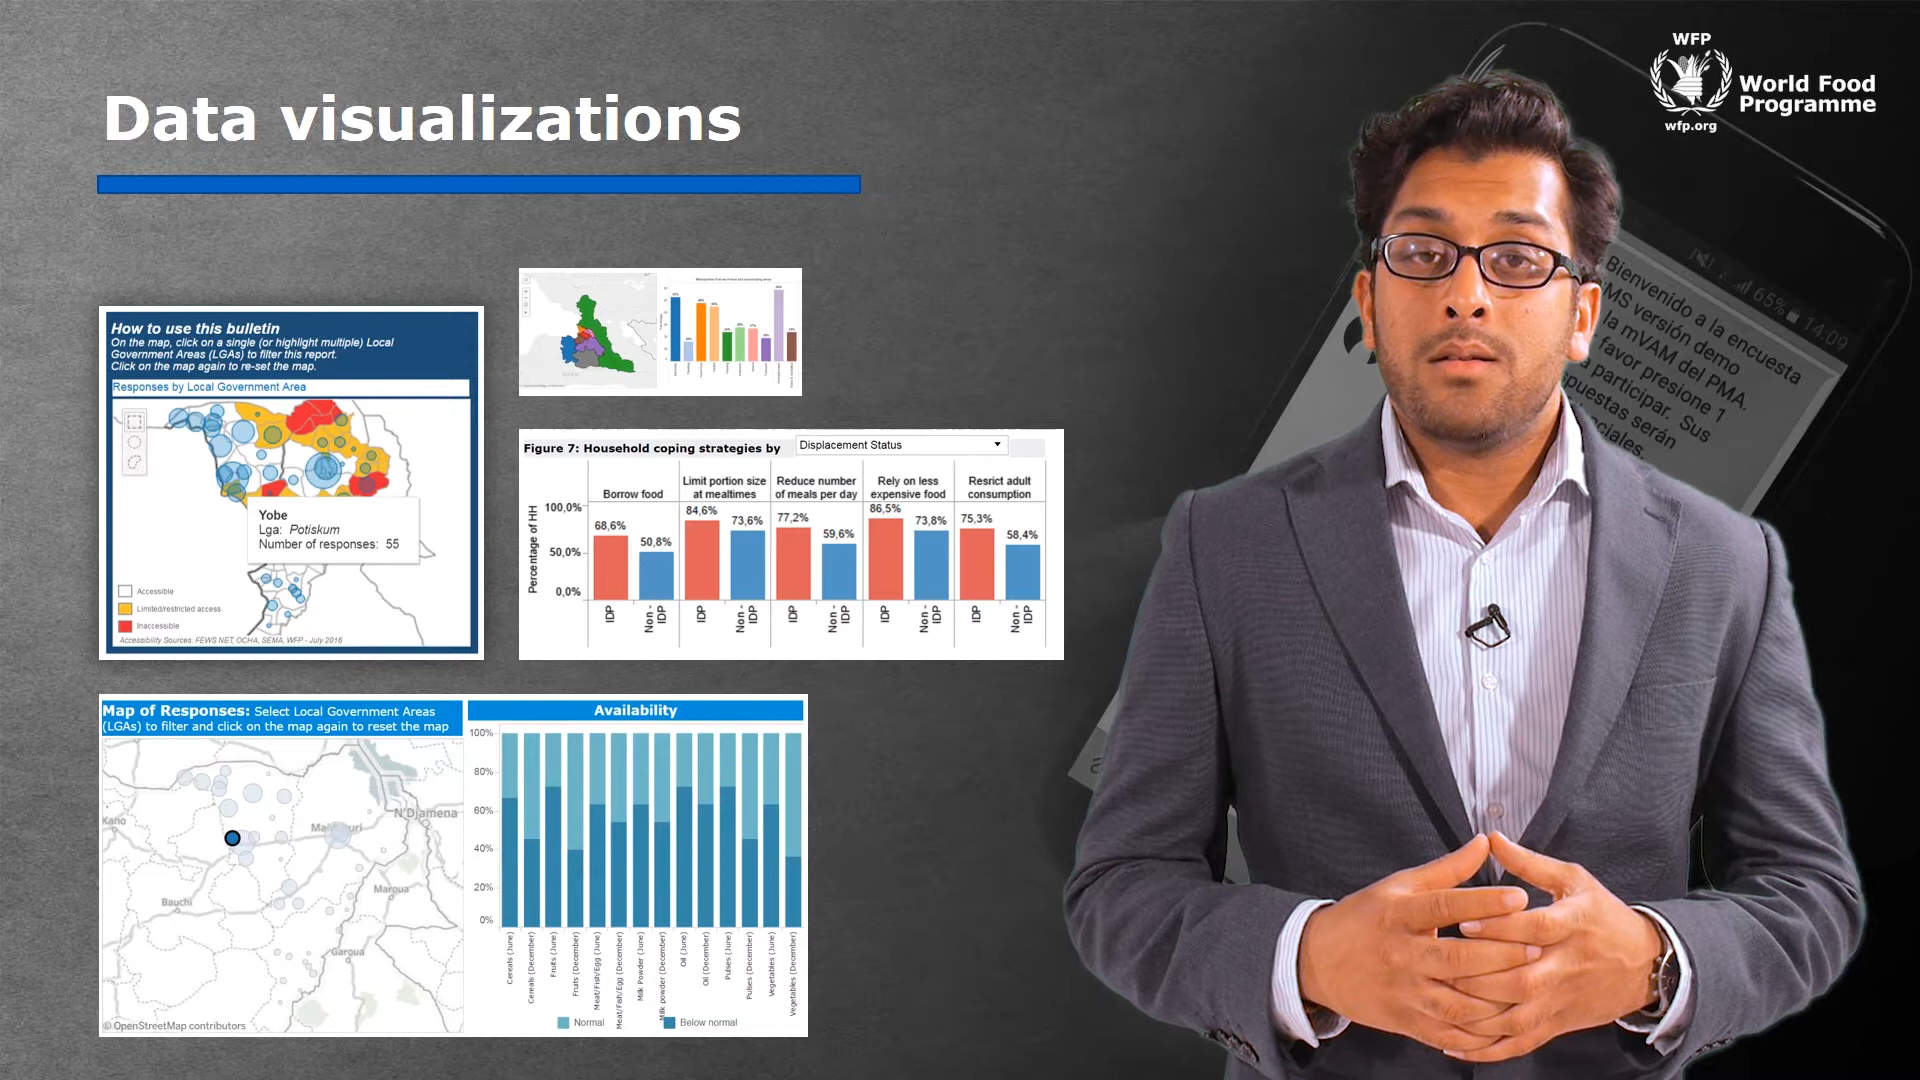 WFP
World Food
Programme
wfp.org
Data visualizations
How to use this bulletin
On the map, click on a single (or highlight multiple) Local
Government Areas (LGAs) to filter this report.
Click on the map again to re-set the map.
Responses by Local Government Area
Yobe
Lga: Potiskum
Number of responses: 55
Accessible
Limited/restricted access
Inaccessible
Accessibility Sources: FEWS NET, OCHA, SEMA, WFP - July 2016
Figure 7: Household coping strategies by
Displacement Status
Borrow food
Limit portion size
at mealtimes
Reduce number
of meals per day
Rely on less
expensive food
Resrict adult
consumption
Percentage of HH
100,0%
50,0%
0,0%
68,6%
50,8%
84,6%
73,6%
77,2%
59,6%
86,5%
73,8%
75,3%
58,4%
IDP
Non -
IDP
IDP
Non -
IDP
IDP
Non -
IDP
IDP
Non -
IDP
IDP
Non -
IDP
Map of Responses: Select Local Government Areas
(LGAs) to filter and click on the map again to reset the map
Kano
N'Djamena
Maroua
Bauchi
Garoua
© OpenStreetMap contributors
Availability
100%
80%
60%
40%
20%
0%
Cereals (June)
Cereals (December)
Fruits (June)
Fruits (December)
Meat/Fish/Egg (June)
Meat/Fish/Egg (December)
Milk Powder (June)
Milk powder (December)
Oil (June)
Oil (December)
Pulses (June)
Pulses (December)
Vegetables (June)
Vegetables (December)
Normal
Below normal
65%
14:09
Bienvenido a la encuesta
MS versión demo
la mVAM del PMA.
favor presione 1
a participar. Sus
puestas serán
ciales